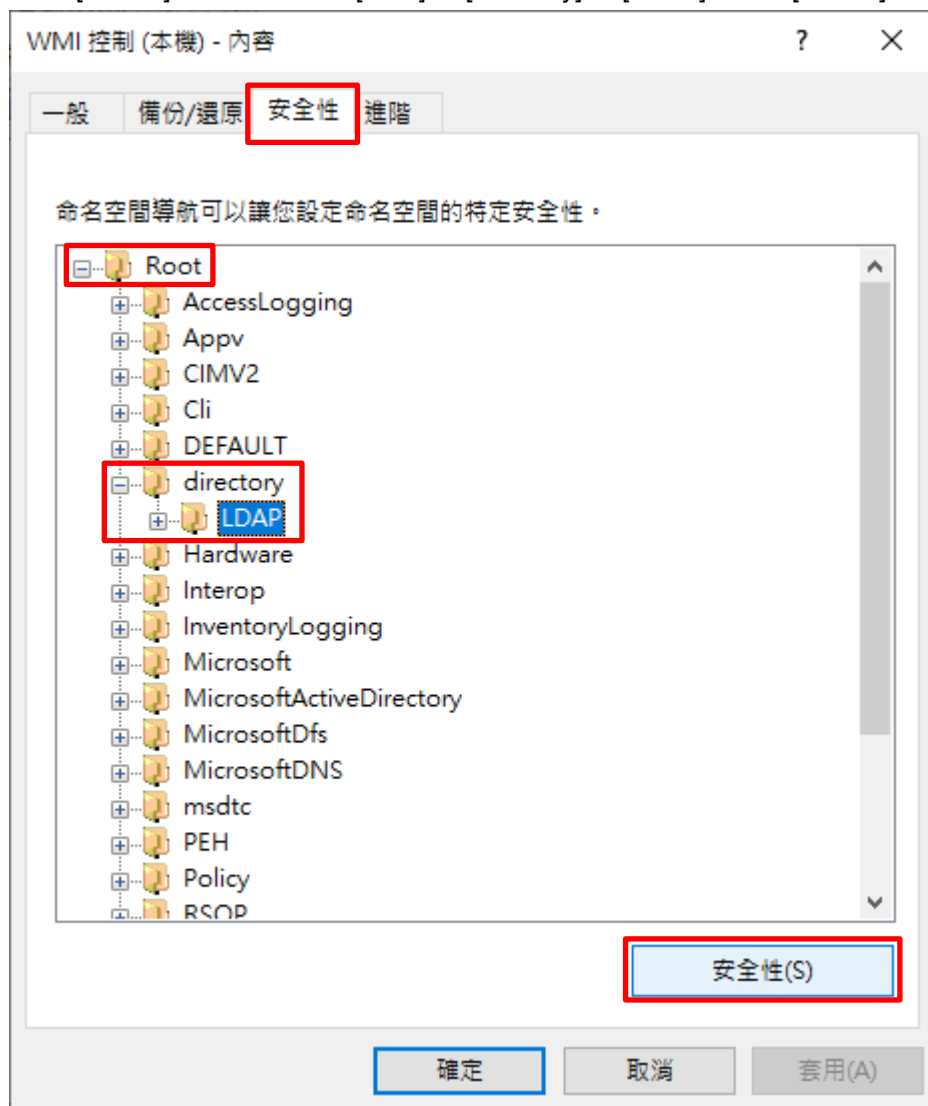 WMI 控制 (本機) - 內容 ?
一般 備份/還原 安全性 進階
命名空間導航可以讓您設定命名空間的特定安全性。
Root
AccessLogging
Appv
CIMV2
Cli
DEFAULT
directory
LDAP
Hardware
Interop
InventoryLogging
Microsoft
MicrosoftActiveDirectory
MicrosoftDfs
MicrosoftDNS
msdtc
PEH
Policy
RSOP
安全性(S)
確定 取消 套用(A)